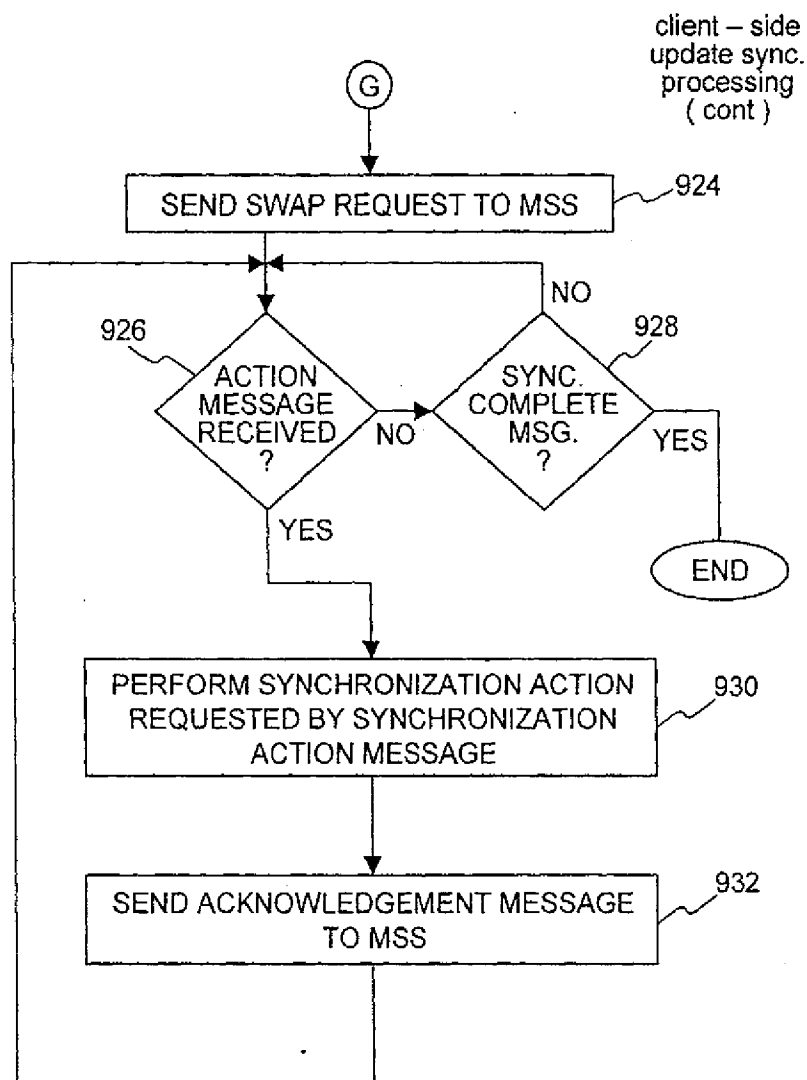 client – side
update sync.
processing
( cont )
G
SEND SWAP REQUEST TO MSS
924
NO
926
928
ACTION
MESSAGE
RECEIVED
?
NO
SYNC.
COMPLETE
MSG.
?
YES
YES
END
PERFORM SYNCHRONIZATION ACTION
REQUESTED BY SYNCHRONIZATION
ACTION MESSAGE
930
SEND ACKNOWLEDGEMENT MESSAGE
TO MSS
932